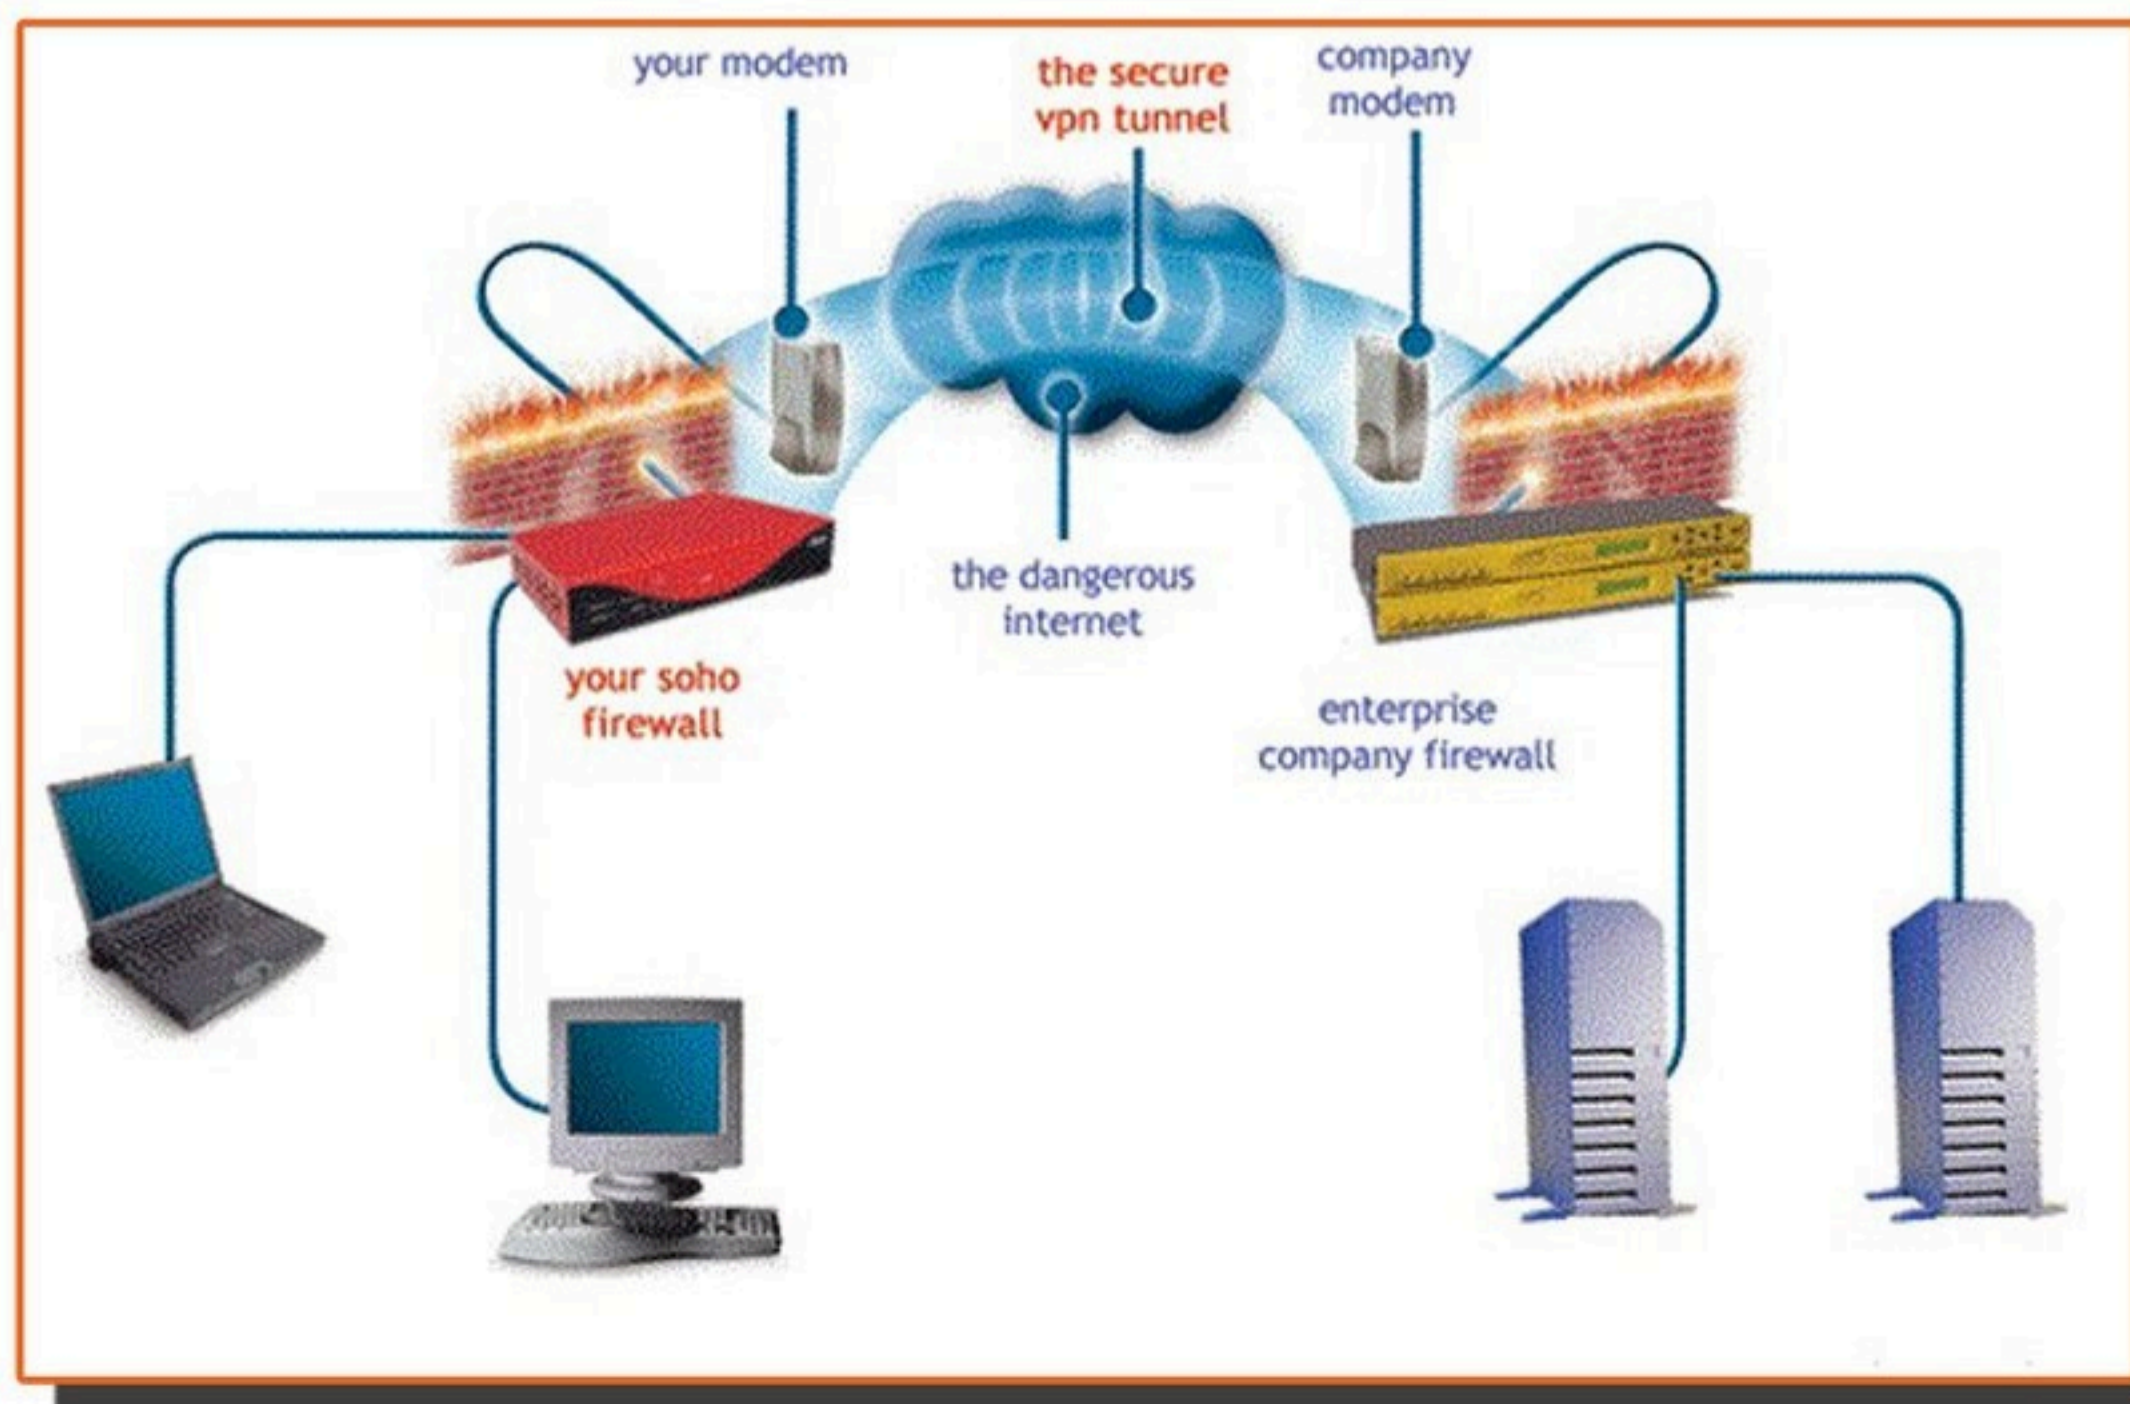 your modem
the secure
vpn tunnel
company
modem
the dangerous
internet
your soho
firewall
enterprise
company firewall